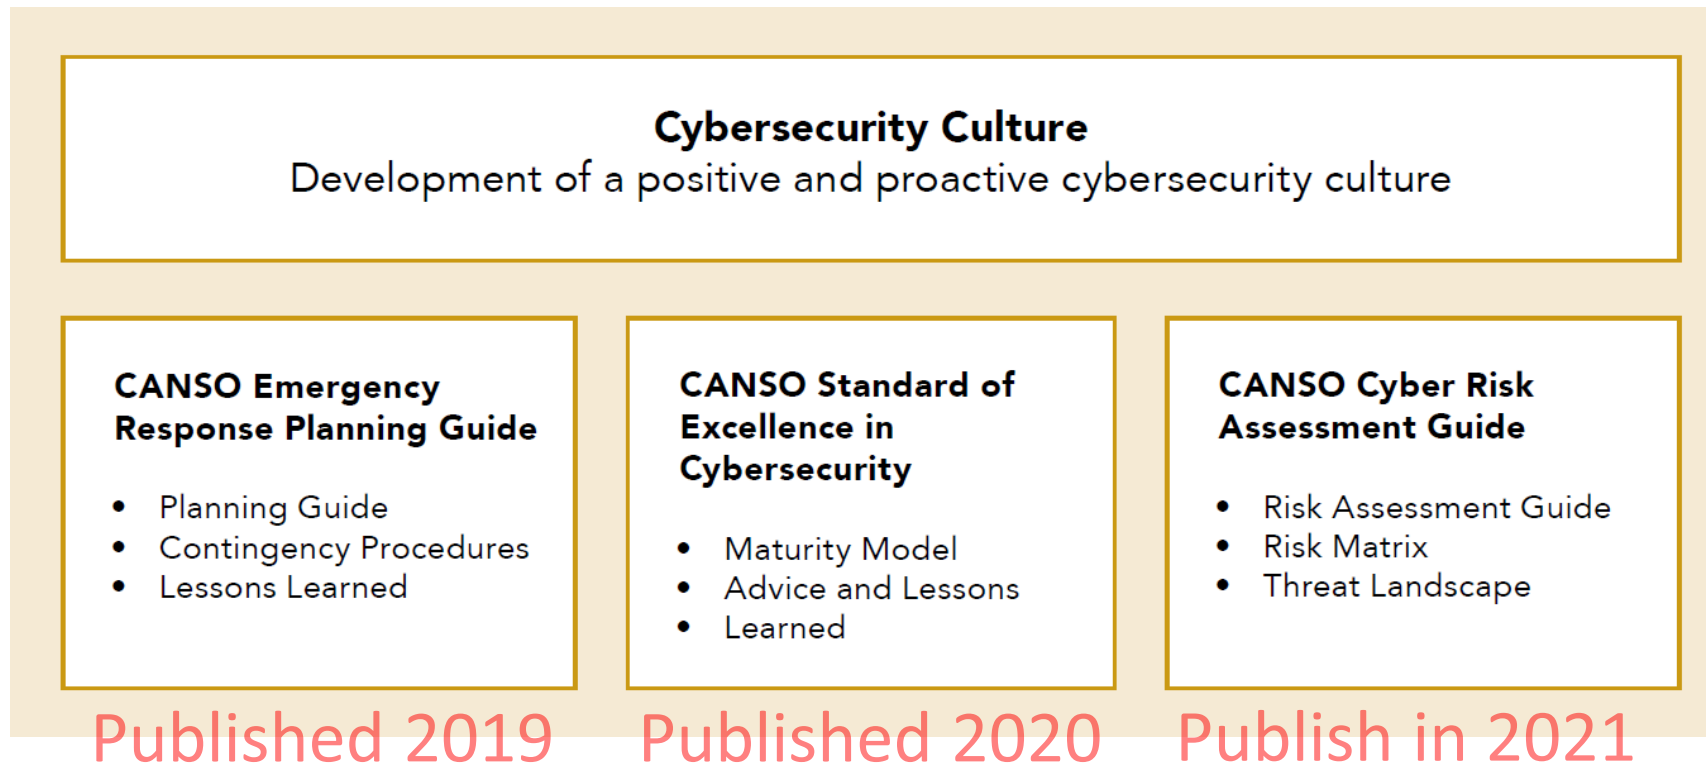 Cybersecurity Culture
Development of a positive and proactive cybersecurity culture
CANSO Emergency
Response Planning Guide
• Planning Guide
• Contingency Procedures
• Lessons Learned
Published 2019
CANSO Standard of
Excellence in
Cybersecurity
• Maturity Model
• Advice and Lessons
• Learned
Published 2020
CANSO Cyber Risk
Assessment Guide
• Risk Assessment Guide
• Risk Matrix
• Threat Landscape
Publish in 2021